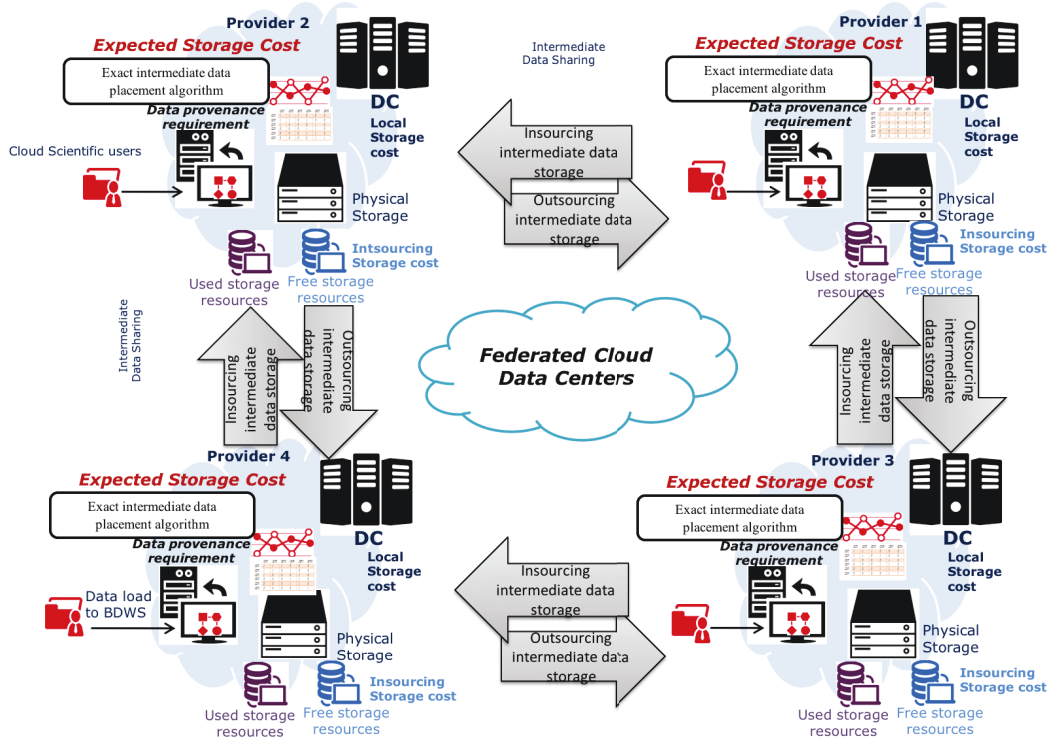 Provider 2
Expected Storage Cost
Exact intermediate data
placement algorithm
Data provenance
requirement
DC
Local
Storage
cost
Cloud Scientific users
Physical
Storage
Intsourcing
Storage cost
Used storage
resources
Free storage
resources
Intermediate
Data Sharing
Insourcing
intermediate data
storage
Outsourcing
intermediate data
storage
Provider 1
Expected Storage Cost
Exact intermediate data
placement algorithm
Data provenance
requirement
DC
Local
Storage
cost
Physical
Storage
Insourcing
Storage cost
Used storage
resources
Free storage
resources
Intermediate
Data Sharing
Insourcing
intermediate
data storage
Outsourcing
intermediate
data storage
Federated Cloud
Data Centers
Insourcing
intermediate
data storage
Outsourcing
intermediate
data storage
Provider 4
Expected Storage Cost
Exact intermediate data
placement algorithm
Data provenance
requirement
DC
Local
Storage
cost
Data load
to BDWS
Physical
Storage
Insourcing
Storage cost
Used storage
resources
Free storage
resources
Insourcing
intermediate data
storage
Outsourcing
intermediate data
storage
Provider 3
Expected Storage Cost
Exact intermediate data
placement algorithm
Data provenance
requirement
DC
Local
Storage
cost
Physical
Storage
Insourcing
Storage cost
Used storage
resources
Free storage
resources